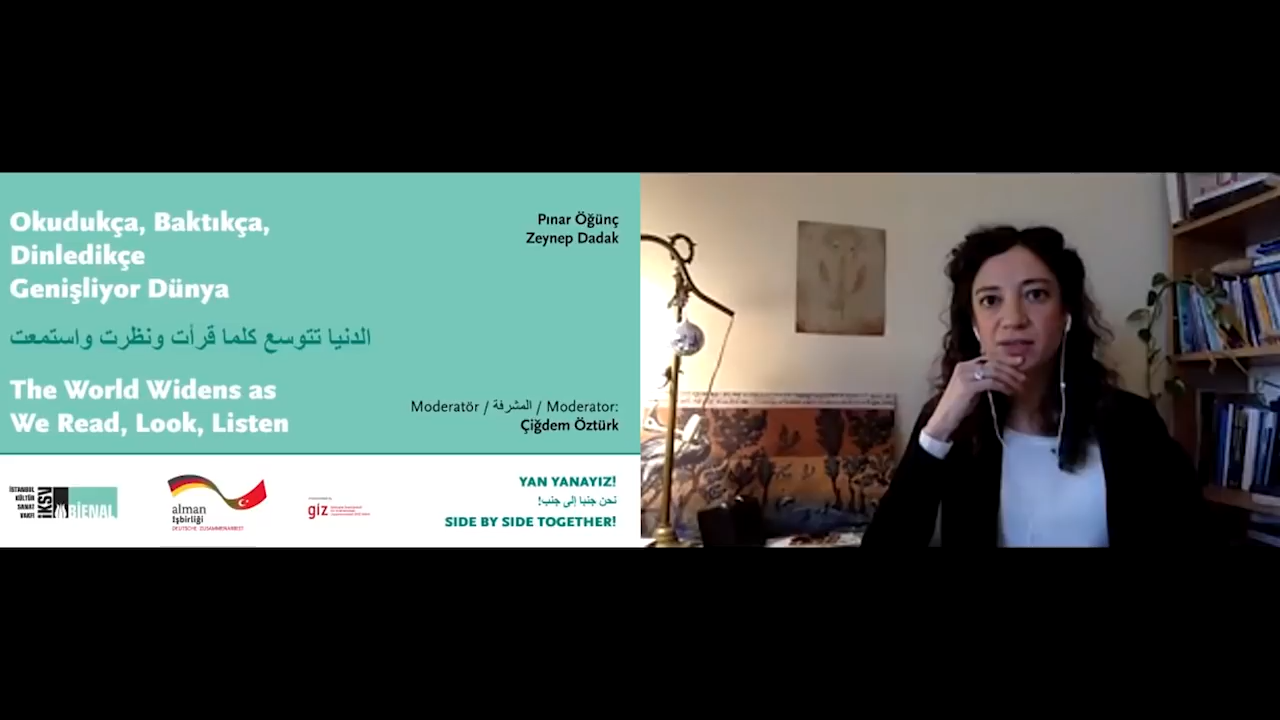 Okudukça, Baktıkça,
Dinledikçe
Genişliyor Dünya
الدنيا تتوسع كلما قرأت ونظرت واستمعت
The World Widens as
We Read, Look, Listen
Pınar Öğünç
Zeynep Dadak
Moderatör / المشرفة / Moderator:
Çiğdem Öztürk
İSTANBUL
KÜLTÜR
SANAT
VAKFI
İKSV
BİENAL
alman
işbirliği
DEUTSCHE ZUSAMMENARBEIT
giz
YAN YANAYIZ!
نحن جنبا إلى جنب!
SIDE BY SIDE TOGETHER!